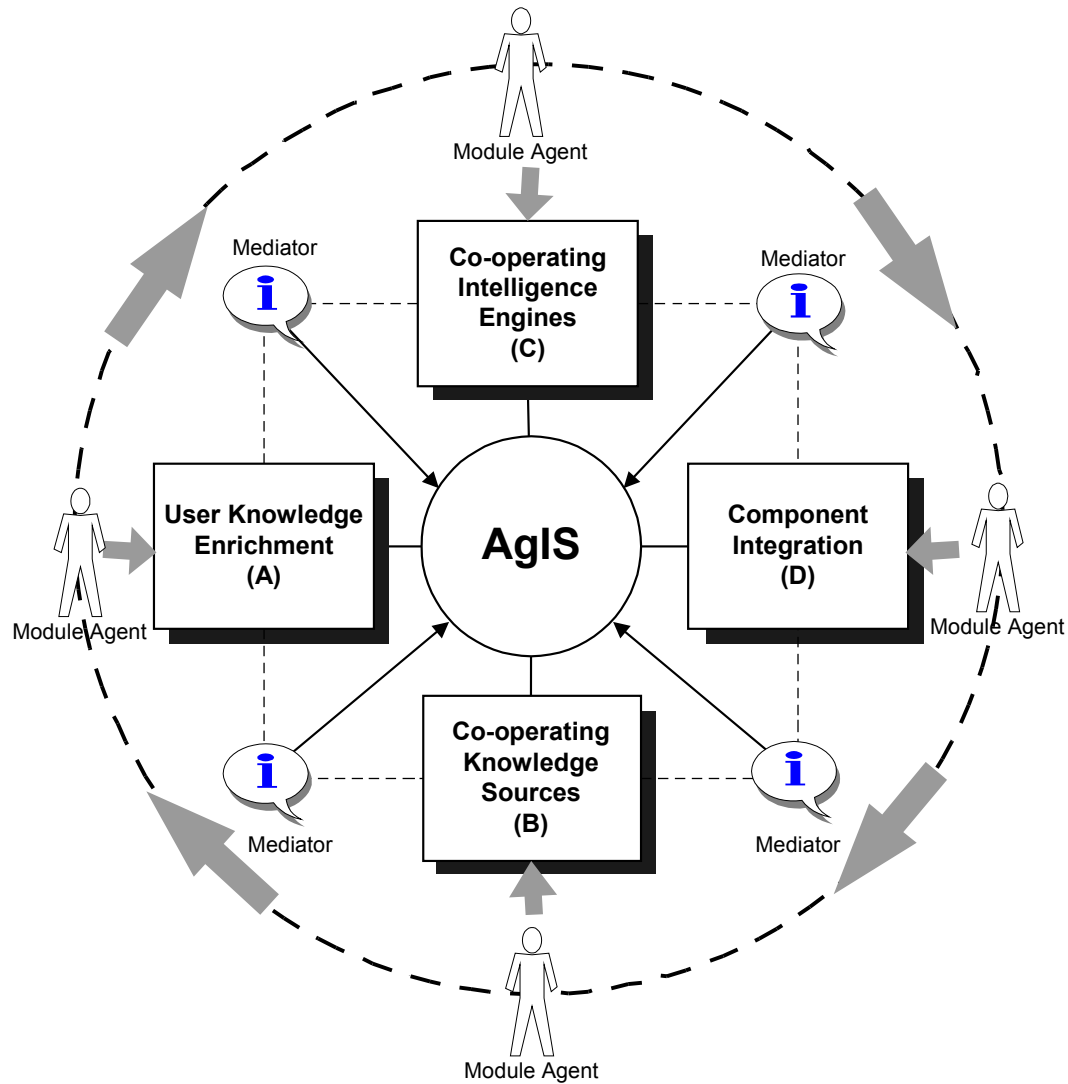 Module Agent
Mediator
i
Co-operating
Intelligence
Engines
(C)
Mediator
i
User Knowledge
Enrichment
(A)
AgIS
Component
Integration
(D)
Module Agent
Module Agent
i
Mediator
Co-operating
Knowledge
Sources
(B)
i
Mediator
Module Agent